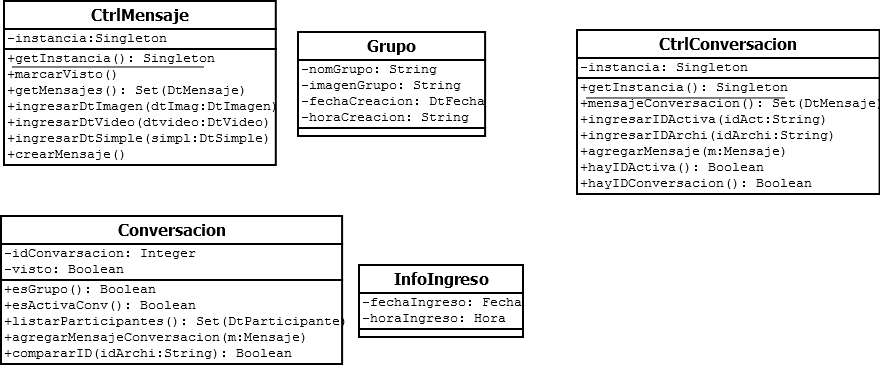 CtrlMensaje
-instancia:Singleton
+getInstancia(): Singleton
+marcarVisto()
+getMensajes(): Set(DtMensaje)
+ingresarDtImagen(dtImag:DtImagen)
+ingresarDtVideo(dtvideo:DtVideo)
+ingresarDtSimple(simpl:DtSimple)
+crearMensaje()
Grupo
-nomGrupo: String
-imagenGrupo: String
-fechaCreacion: DtFecha
-horaCreacion: String
CtrlConversacion
-instancia: Singleton
+getInstancia(): Singleton
+mensajeConversacion(): Set(DtMensaje)
+ingresarIDActiva(idAct:String)
+ingresarIDArchi(idArchi:String)
+agregarMensaje(m:Mensaje)
+hayIDActiva(): Boolean
+hayIDConversacion(): Boolean
Conversacion
-idConvarsacion: Integer
-visto: Boolean
+esGrupo(): Boolean
+esActivaConv(): Boolean
+listarParticipantes(): Set(DtParticipante)
+agregarMensajeConversacion(m:Mensaje)
+compararID(idArchi:String): Boolean
InfoIngreso
-fechaIngreso: Fecha
-horaIngreso: Hora